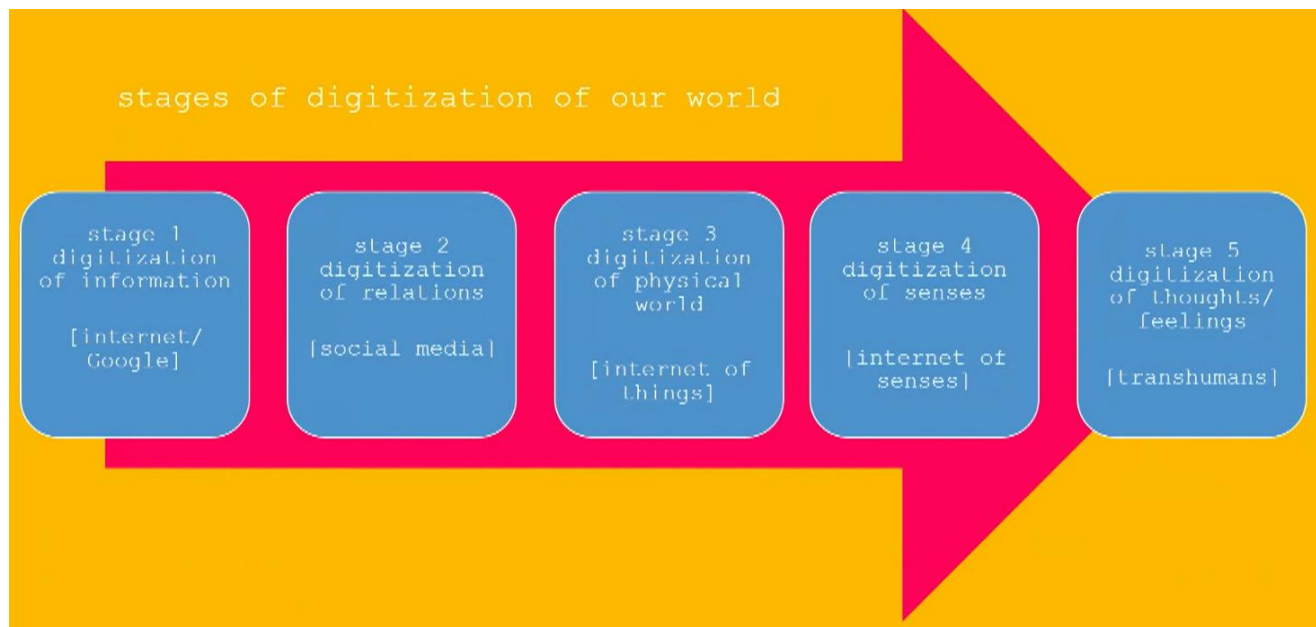 stages of digitization of our world
stage 1
digitization
of information
[internet/
Google]
stage 2
digitization
of relations
[social media]
stage 3
digitization
of physical
world
[internet of
things]
stage 4
digitization
of senses
[internet of
senses]
stage 5
digitization
of thoughts/
feelings
[transhumans]